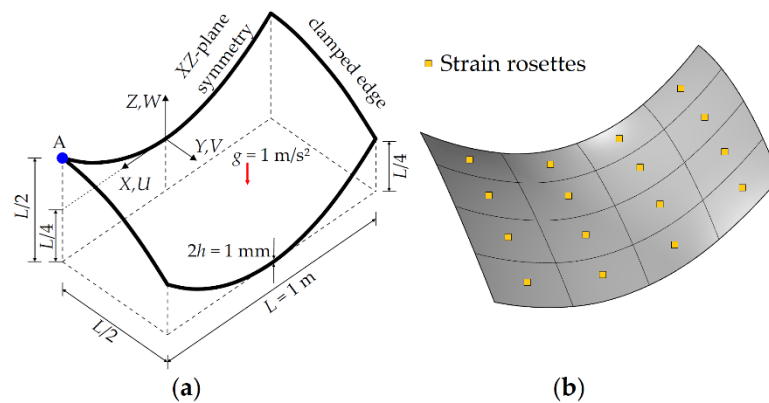 XZ-plane
symmetry
clamped edge
Z,W
A
X,U
Y,V
g = 1 m/s²
L/2
L/4
L/4
2h = 1 mm
L = 1 m
L/2
(a)
Strain rosettes
(b)